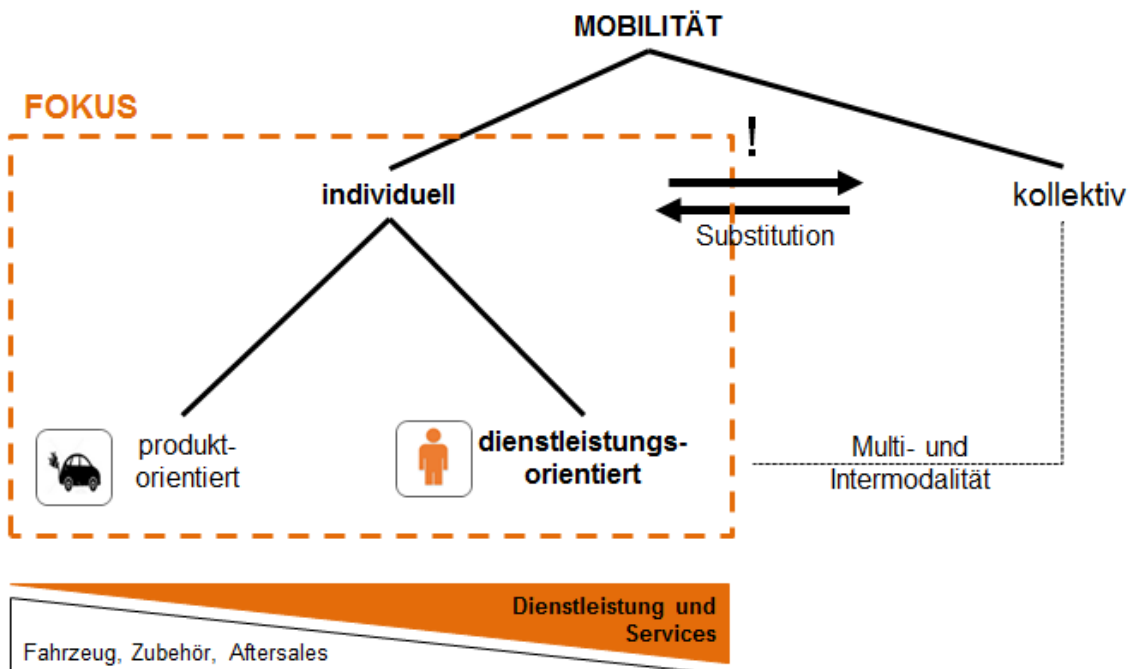 MOBILITÄT
FOKUS
!
individuell
kollektiv
Substitution
produkt-
orientiert
dienstleistungs-
orientiert
Multi- und
Intermodalität
Dienstleistung und
Services
Fahrzeug, Zubehör, Aftersales